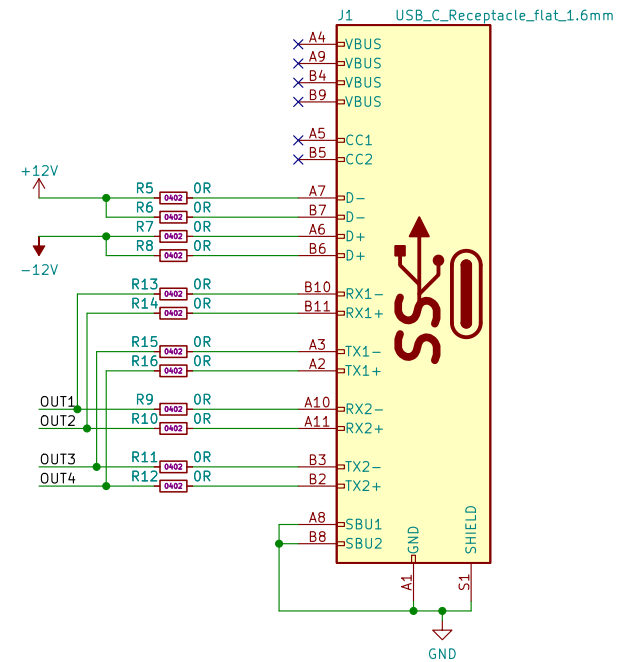 J1 USB_C_Receptacle_flat_1.6mm
A4 VBUS
A9 VBUS
B4 VBUS
B9 VBUS
A5 CC1
B5 CC2
+12V
R5 0402 0R A7 D-
R6 0402 0R B7 D-
R7 0402 0R A6 D+
R8 0402 0R B6 D+
-12V
R13 0402 0R B10 RX1-
R14 0402 0R B11 RX1+
R15 0402 0R A3 TX1-
R16 0402 0R A2 TX1+
OUT1 R9 0402 0R A10 RX2-
OUT2 R10 0402 0R A11 RX2+
OUT3 R11 0402 0R B3 TX2-
OUT4 R12 0402 0R B2 TX2+
SS
A8 SBU1
B8 SBU2
GND
SHIELD
A1
S1
GND